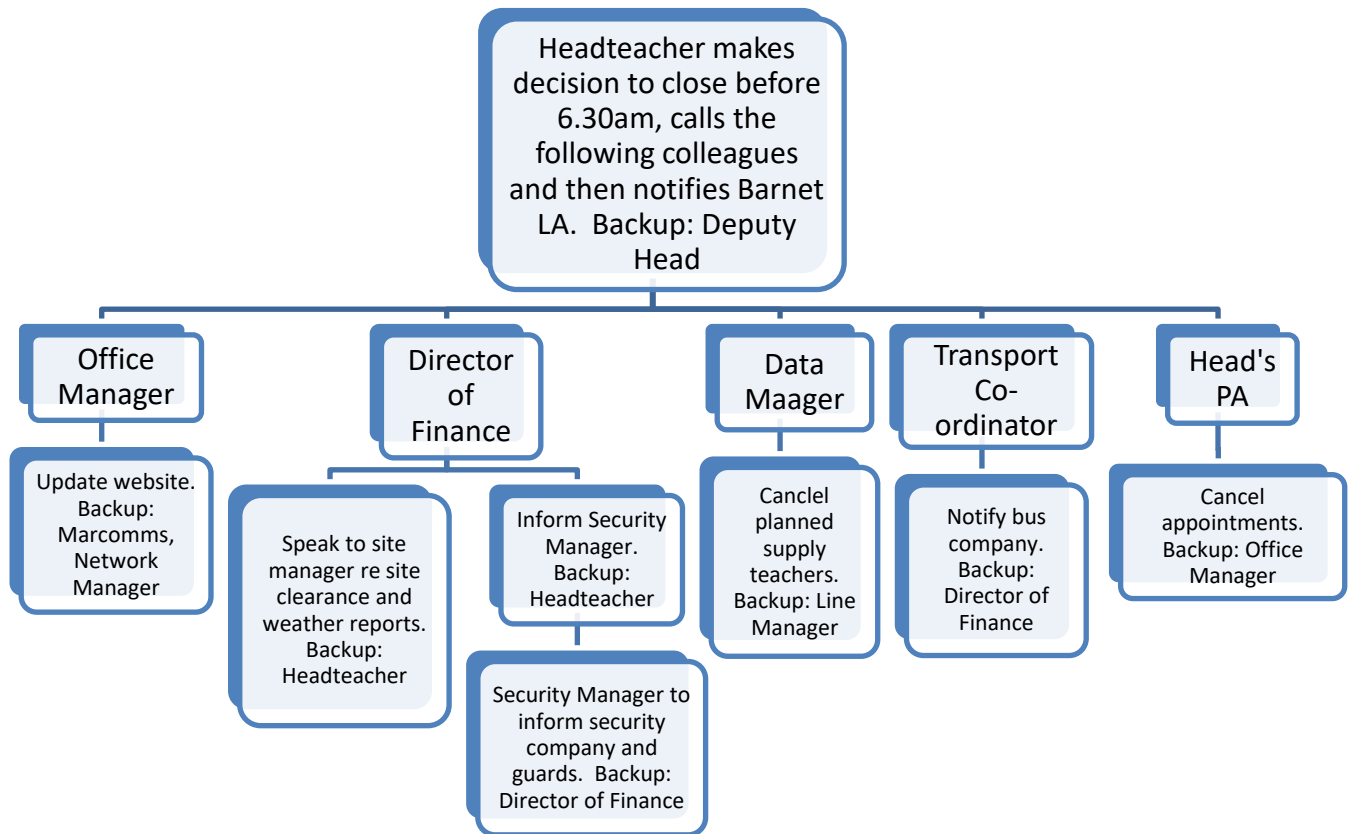 Headteacher makes
decision to close before
6.30am, calls the
following colleagues
and then notifies Barnet
LA.  Backup: Deputy
Head
Office
Manager
Update website.
Backup:
Marcomms,
Network
Manager
Director
of
Finance
Speak to site
manager re site
clearance and
weather reports.
Backup:
Headteacher
Inform Security
Manager.
Backup:
Headteacher
Security Manager to
inform security
company and
guards.  Backup:
Director of Finance
Data
Maager
Canclel
planned
supply
teachers.
Backup: Line
Manager
Transport
Co-
ordinator
Notify bus
company.
Backup:
Director of
Finance
Head's
PA
Cancel
appointments.
Backup: Office
Manager